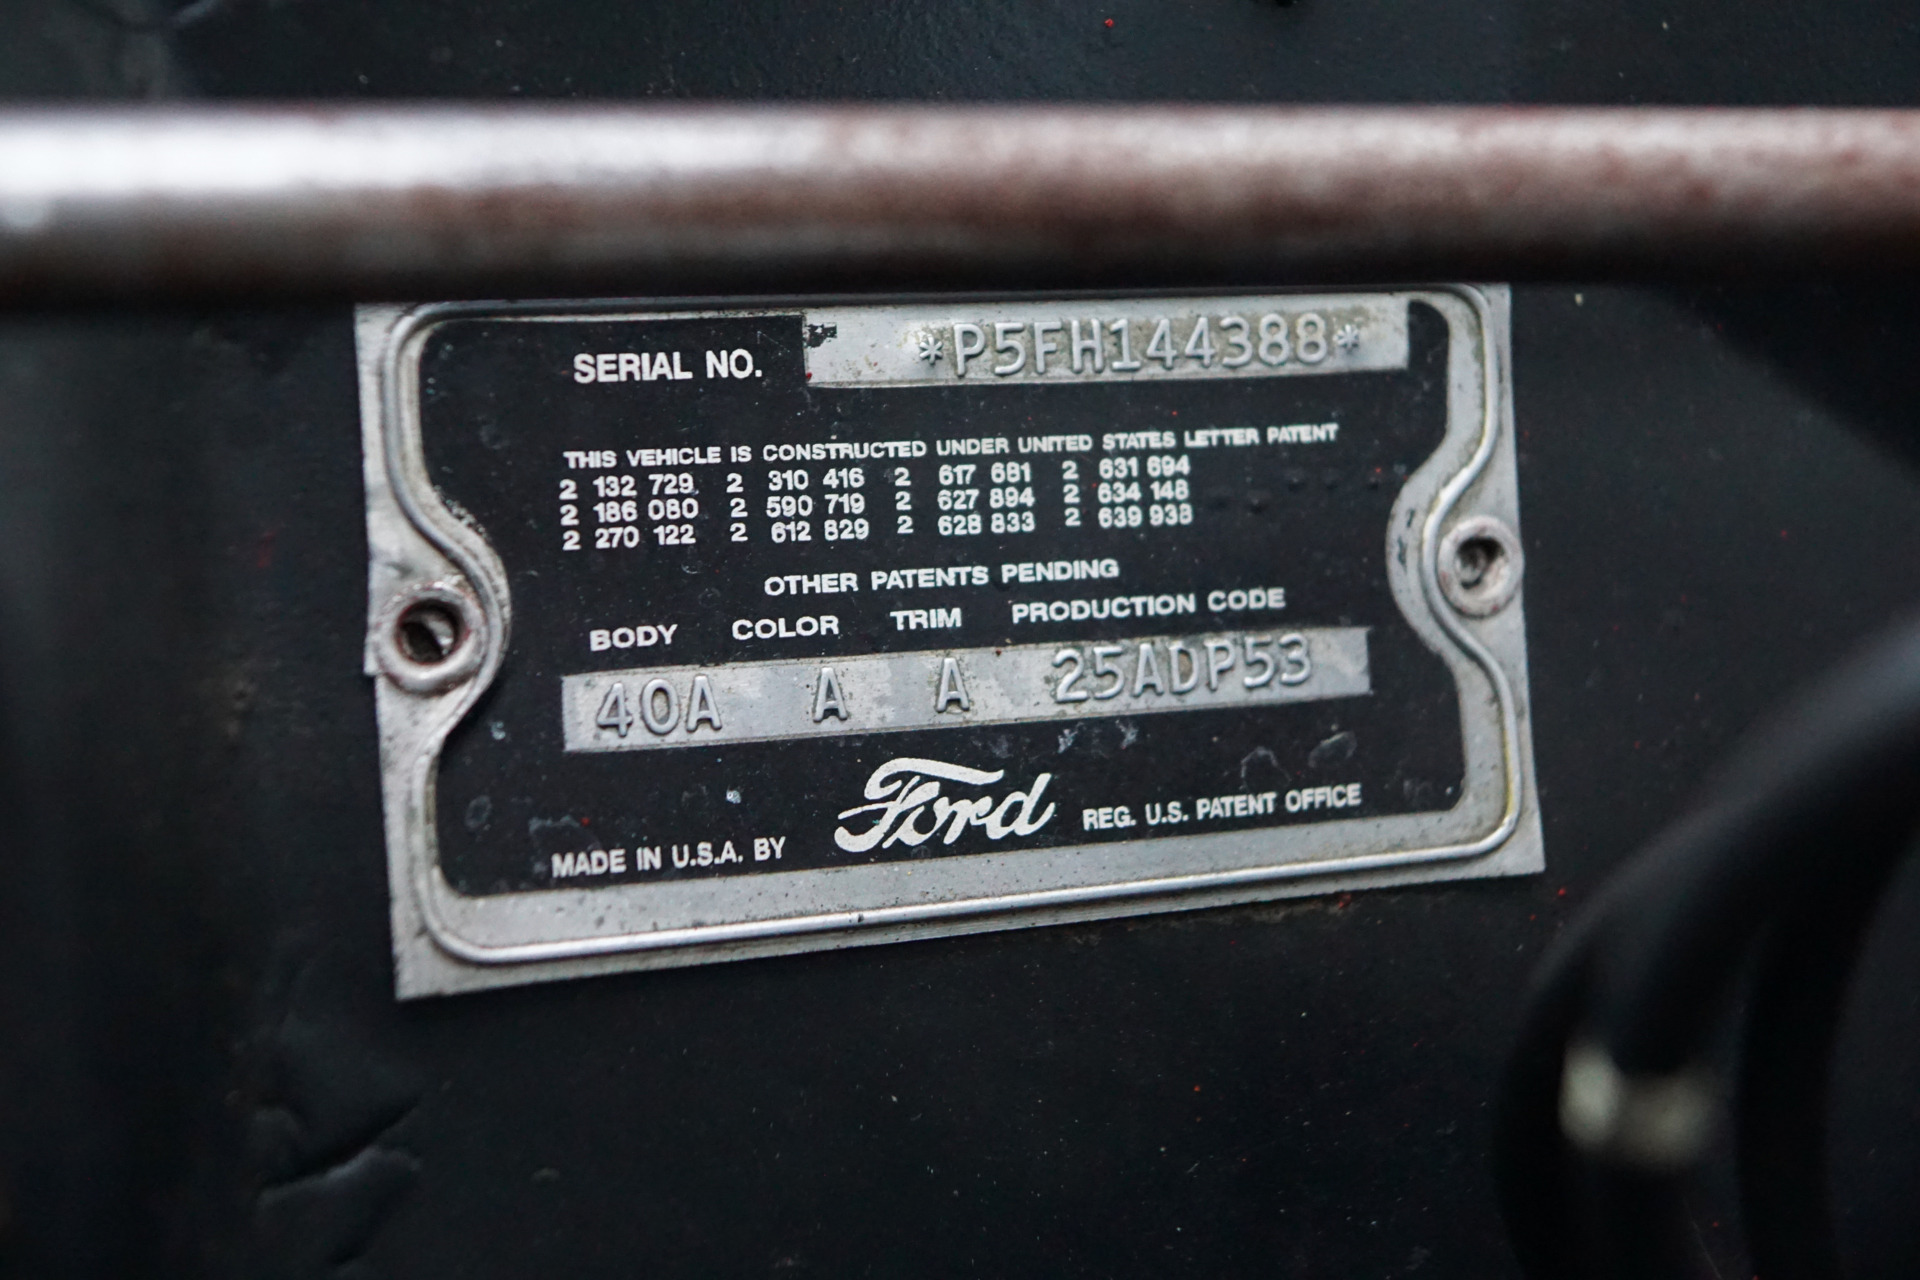 SERIAL NO. *P5FH144388*
THIS VEHICLE IS CONSTRUCTED UNDER UNITED STATES LETTER PATENT
2 132 729 2 310 416 2 617 681 2 631 694
2 186 080 2 590 719 2 627 894 2 634 148
2 270 122 2 612 829 2 628 833 2 639 938
OTHER PATENTS PENDING
BODY COLOR TRIM PRODUCTION CODE
40A A A 25ADP53
MADE IN U.S.A. BY Ford REG. U.S. PATENT OFFICE